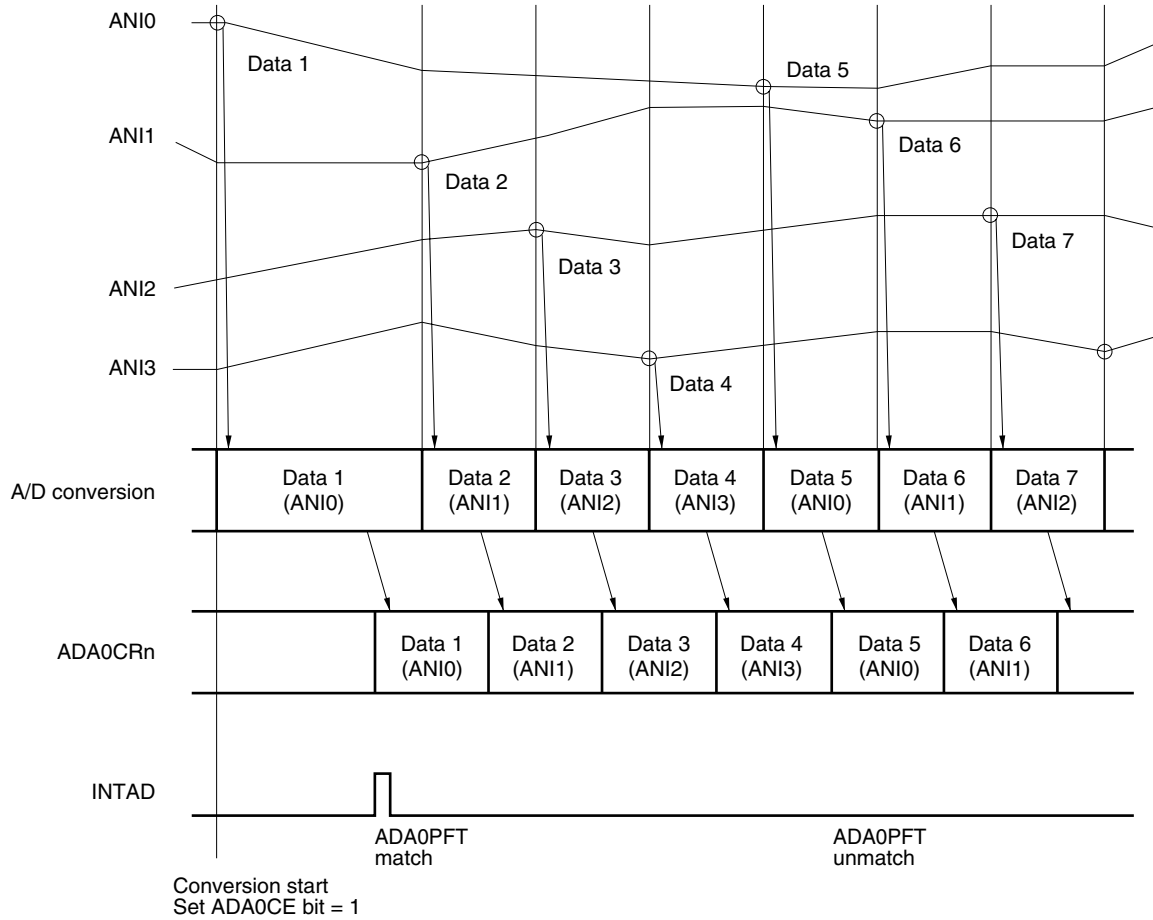 ANI0
Data 1
Data 5
ANI1
Data 6
Data 2
Data 7
Data 3
ANI2
ANI3
Data 4
A/D conversion
Data 1
(ANI0)
Data 2
(ANI1)
Data 3
(ANI2)
Data 4
(ANI3)
Data 5
(ANI0)
Data 6
(ANI1)
Data 7
(ANI2)
ADA0CRn
Data 1
(ANI0)
Data 2
(ANI1)
Data 3
(ANI2)
Data 4
(ANI3)
Data 5
(ANI0)
Data 6
(ANI1)
INTAD
ADA0PFT
match
ADA0PFT
unmatch
Conversion start
Set ADA0CE bit = 1